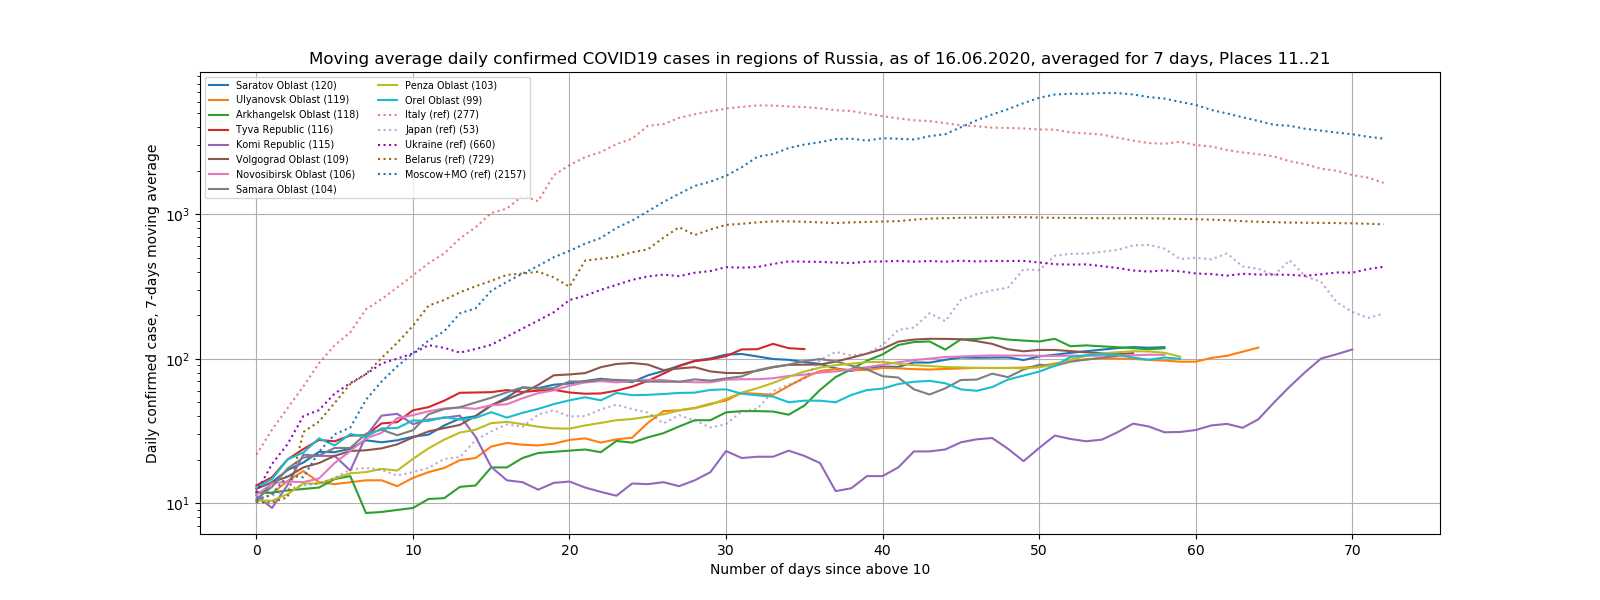 Moving average daily confirmed COVID19 cases in regions of Russia, as of 16.06.2020, averaged for 7 days, Places 11..21
Saratov Oblast (120)
Ulyanovsk Oblast (119)
Arkhangelsk Oblast (118)
Tyva Republic (116)
Komi Republic (115)
Volgograd Oblast (109)
Novosibirsk Oblast (106)
Samara Oblast (104)
Penza Oblast (103)
Orel Oblast (99)
Italy (ref) (277)
Japan (ref) (53)
Ukraine (ref) (660)
Belarus (ref) (729)
Moscow+MO (ref) (2157)
Daily confirmed case, 7-days moving average
10³
10²
10¹
0 10 20 30 40 50 60 70
Number of days since above 10